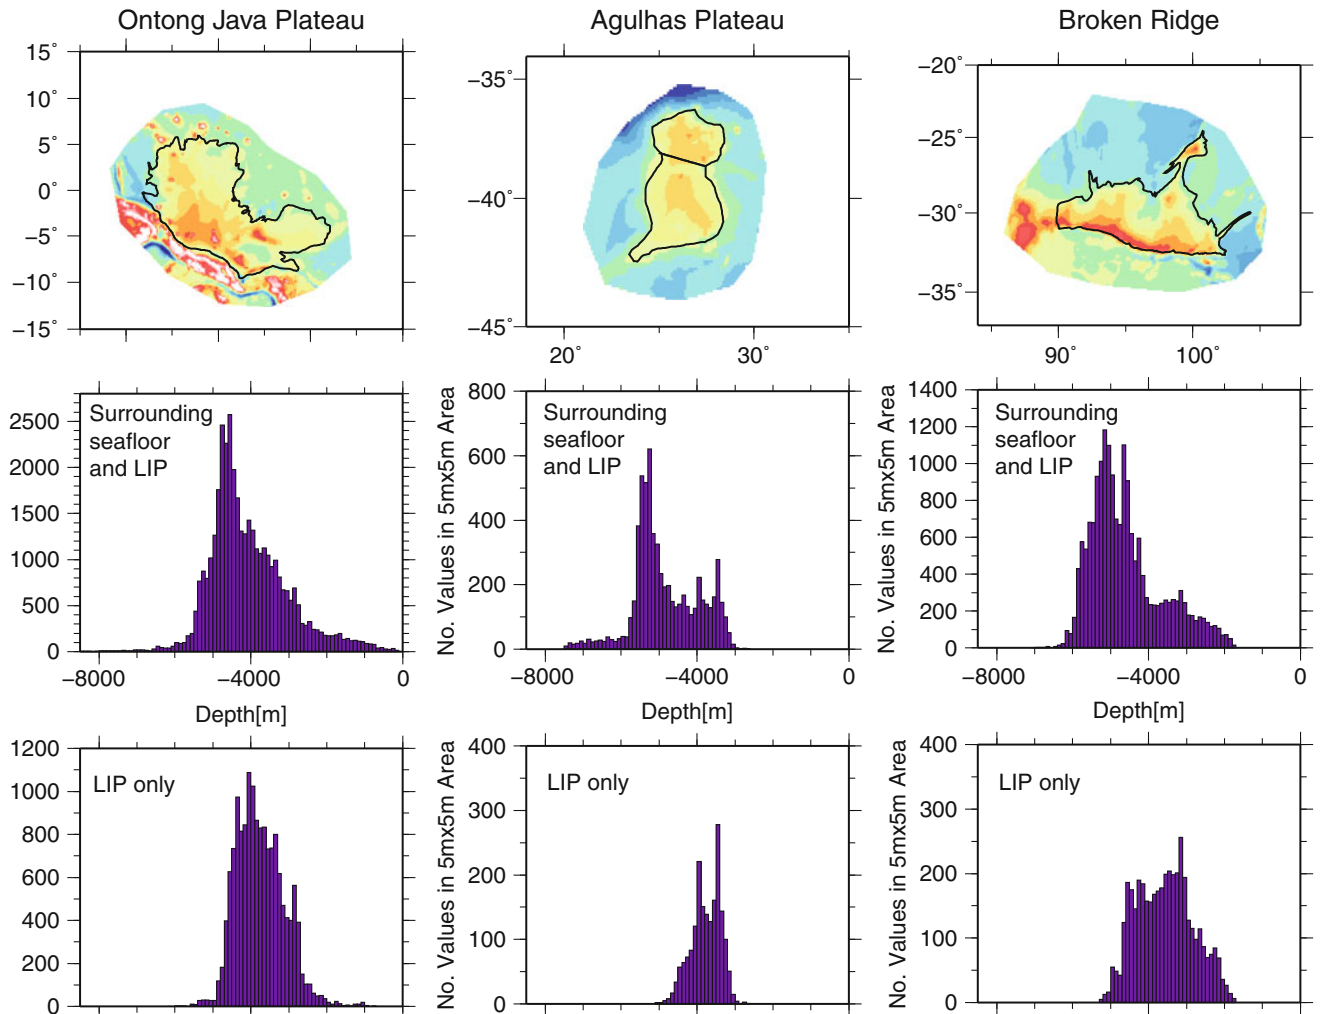 Ontong Java Plateau
Agulhas Plateau
Broken Ridge
15°
10°
5°
0°
−5°
−10°
−15°
−35°
−40°
−45°
20°
30°
−20°
−25°
−30°
−35°
90°
100°
2500
2000
1500
1000
500
0
Surrounding
seafloor
and LIP
−8000
−4000
0
Depth[m]
No. Values in 5mx5m Area
800
600
400
200
0
Surrounding
seafloor
and LIP
−8000
−4000
0
Depth[m]
No. Values in 5mx5m Area
1400
1200
1000
800
600
400
200
0
Surrounding
seafloor
and LIP
−8000
−4000
0
Depth[m]
1200
1000
800
600
400
200
0
LIP only
No. Values in 5mx5m Area
400
300
200
100
0
LIP only
No. Values in 5mx5m Area
400
300
200
100
0
LIP only